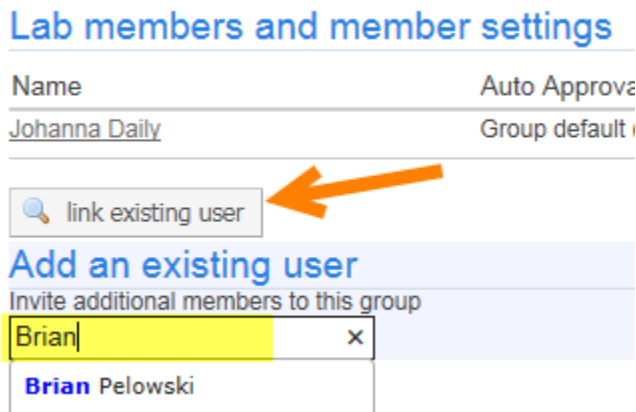 Lab members and member settings
Name Auto Approva
Johanna Daily Group default
link existing user
Add an existing user
Invite additional members to this group
Brian ×
Brian Pelowski